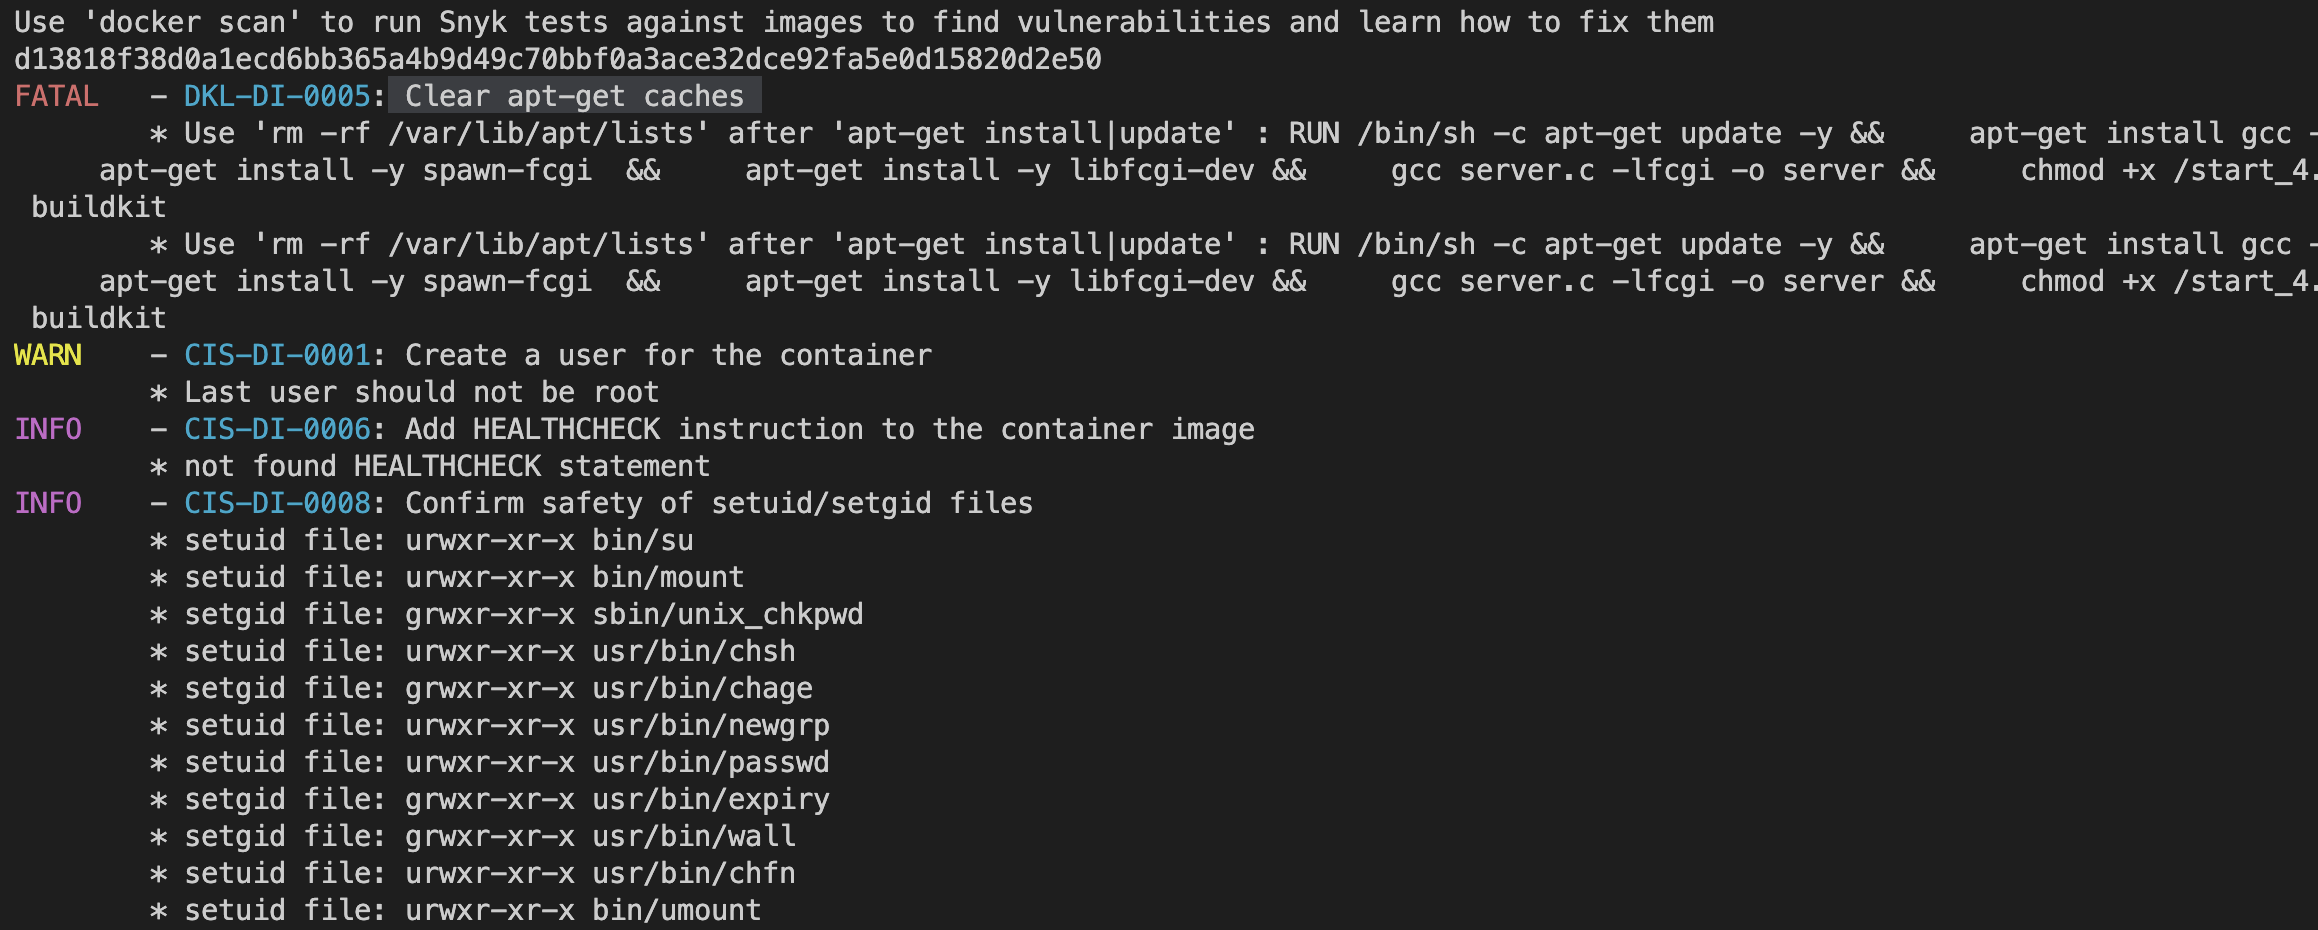 Use 'docker scan' to run Snyk tests against images to find vulnerabilities and learn how to fix them
d13818f38d0a1ecd6bb365a4b9d49c70bbf0a3ace32dce92fa5e0d15820d2e50
FATAL   - DKL-DI-0005: Clear apt-get caches
        * Use 'rm -rf /var/lib/apt/lists' after 'apt-get install|update' : RUN /bin/sh -c apt-get update -y &&     apt-get install gcc -
     apt-get install -y spawn-fcgi  &&     apt-get install -y libfcgi-dev &&     gcc server.c -lfcgi -o server &&     chmod +x /start_4.
 buildkit
        * Use 'rm -rf /var/lib/apt/lists' after 'apt-get install|update' : RUN /bin/sh -c apt-get update -y &&     apt-get install gcc -
     apt-get install -y spawn-fcgi  &&     apt-get install -y libfcgi-dev &&     gcc server.c -lfcgi -o server &&     chmod +x /start_4.
 buildkit
WARN    - CIS-DI-0001: Create a user for the container
        * Last user should not be root
INFO    - CIS-DI-0006: Add HEALTHCHECK instruction to the container image
        * not found HEALTHCHECK statement
INFO    - CIS-DI-0008: Confirm safety of setuid/setgid files
        * setuid file: urwxr-xr-x bin/su
        * setuid file: urwxr-xr-x bin/mount
        * setgid file: grwxr-xr-x sbin/unix_chkpwd
        * setuid file: urwxr-xr-x usr/bin/chsh
        * setgid file: grwxr-xr-x usr/bin/chage
        * setuid file: urwxr-xr-x usr/bin/newgrp
        * setuid file: urwxr-xr-x usr/bin/passwd
        * setgid file: grwxr-xr-x usr/bin/expiry
        * setgid file: grwxr-xr-x usr/bin/wall
        * setuid file: urwxr-xr-x usr/bin/chfn
        * setuid file: urwxr-xr-x bin/umount